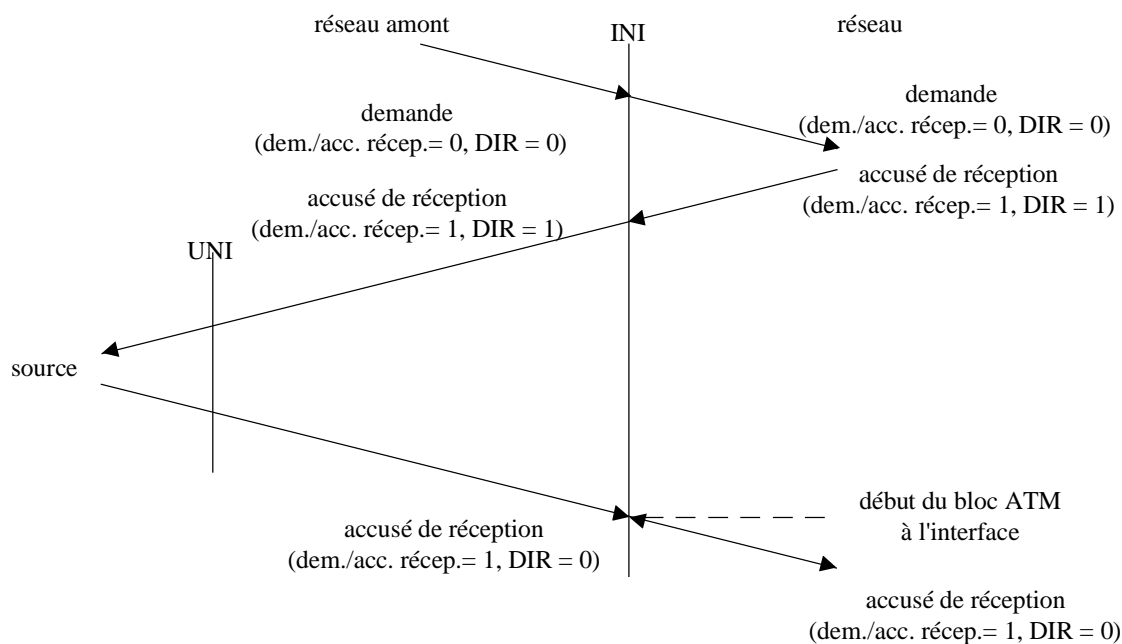 réseau amont
INI
réseau
demande
(dem./acc. récep.= 0, DIR = 0)
demande
(dem./acc. récep.= 0, DIR = 0)
accusé de réception
(dem./acc. récep.= 1, DIR = 1)
accusé de réception
(dem./acc. récep.= 1, DIR = 1)
UNI
source
début du bloc ATM
à l'interface
accusé de réception
(dem./acc. récep.= 1, DIR = 0)
accusé de réception
(dem./acc. récep.= 1, DIR = 0)